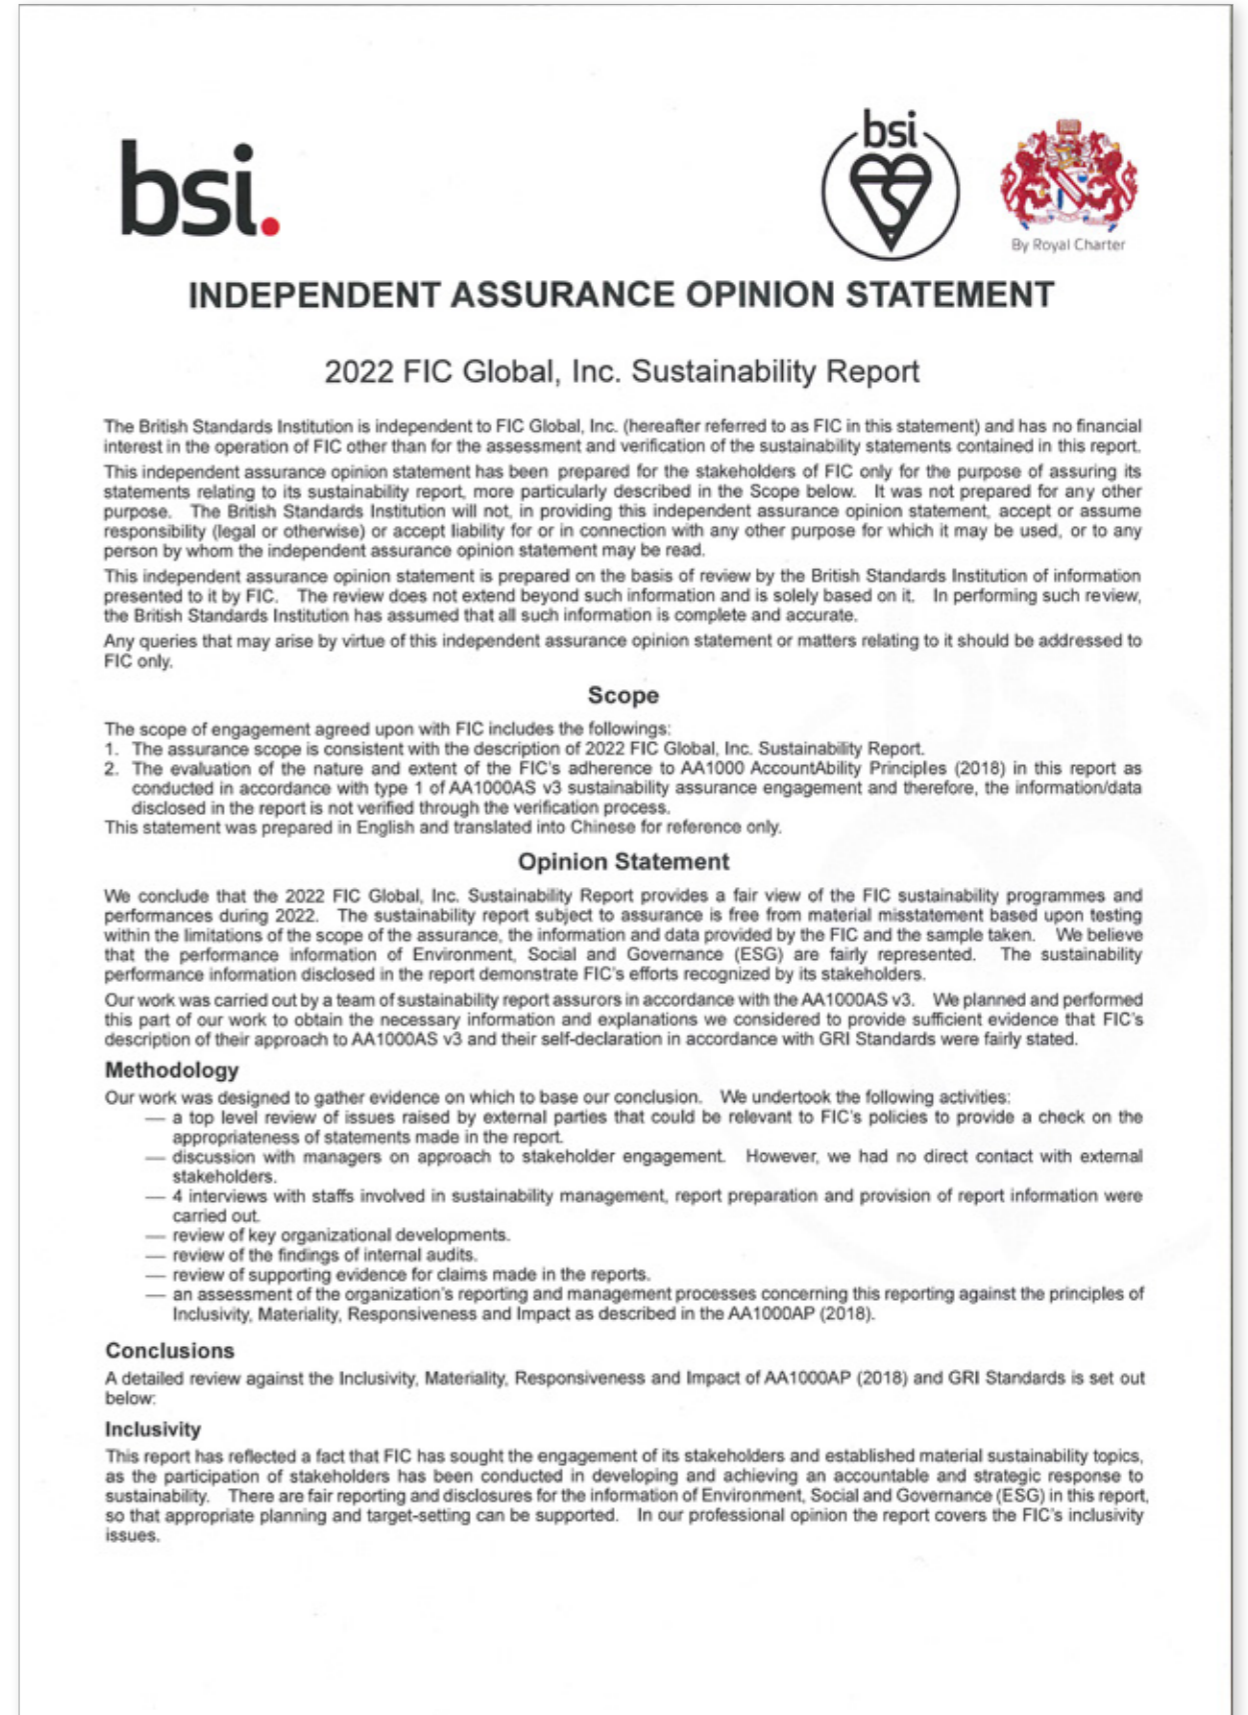 bsi.
bsi
By Royal Charter
INDEPENDENT ASSURANCE OPINION STATEMENT
2022 FIC Global, Inc. Sustainability Report
The British Standards Institution is independent to FIC Global, Inc. (hereafter referred to as FIC in this statement) and has no financial
interest in the operation of FIC other than for the assessment and verification of the sustainability statements contained in this report.
This independent assurance opinion statement has been prepared for the stakeholders of FIC only for the purpose of assuring its
statements relating to its sustainability report, more particularly described in the Scope below. It was not prepared for any other
purpose. The British Standards Institution will not, in providing this independent assurance opinion statement, accept or assume
responsibility (legal or otherwise) or accept liability for or in connection with any other purpose for which it may be used, or to any
person by whom the independent assurance opinion statement may be read.
This independent assurance opinion statement is prepared on the basis of review by the British Standards Institution of information
presented to it by FIC. The review does not extend beyond such information and is solely based on it. In performing such review,
the British Standards Institution has assumed that all such information is complete and accurate.
Any queries that may arise by virtue of this independent assurance opinion statement or matters relating to it should be addressed to
FIC only.
Scope
The scope of engagement agreed upon with FIC includes the followings:
1. The assurance scope is consistent with the description of 2022 FIC Global, Inc. Sustainability Report.
2. The evaluation of the nature and extent of the FIC's adherence to AA1000 AccountAbility Principles (2018) in this report as
conducted in accordance with type 1 of AA1000AS v3 sustainability assurance engagement and therefore, the information/data
disclosed in the report is not verified through the verification process.
This statement was prepared in English and translated into Chinese for reference only.
Opinion Statement
We conclude that the 2022 FIC Global, Inc. Sustainability Report provides a fair view of the FIC sustainability programmes and
performances during 2022. The sustainability report subject to assurance is free from material misstatement based upon testing
within the limitations of the scope of the assurance, the information and data provided by the FIC and the sample taken. We believe
that the performance information of Environment, Social and Governance (ESG) are fairly represented. The sustainability
performance information disclosed in the report demonstrate FIC's efforts recognized by its stakeholders.
Our work was carried out by a team of sustainability report assurors in accordance with the AA1000AS v3. We planned and performed
this part of our work to obtain the necessary information and explanations we considered to provide sufficient evidence that FIC's
description of their approach to AA1000AS v3 and their self-declaration in accordance with GRI Standards were fairly stated.
Methodology
Our work was designed to gather evidence on which to base our conclusion. We undertook the following activities:
— a top level review of issues raised by external parties that could be relevant to FIC's policies to provide a check on the
appropriateness of statements made in the report.
— discussion with managers on approach to stakeholder engagement. However, we had no direct contact with external
stakeholders.
— 4 interviews with staffs involved in sustainability management, report preparation and provision of report information were
carried out.
— review of key organizational developments.
— review of the findings of internal audits.
— review of supporting evidence for claims made in the reports.
— an assessment of the organization's reporting and management processes concerning this reporting against the principles of
Inclusivity, Materiality, Responsiveness and Impact as described in the AA1000AP (2018).
Conclusions
A detailed review against the Inclusivity, Materiality, Responsiveness and Impact of AA1000AP (2018) and GRI Standards is set out
below:
Inclusivity
This report has reflected a fact that FIC has sought the engagement of its stakeholders and established material sustainability topics,
as the participation of stakeholders has been conducted in developing and achieving an accountable and strategic response to
sustainability. There are fair reporting and disclosures for the information of Environment, Social and Governance (ESG) in this report,
so that appropriate planning and target-setting can be supported. In our professional opinion the report covers the FIC's inclusivity
issues.